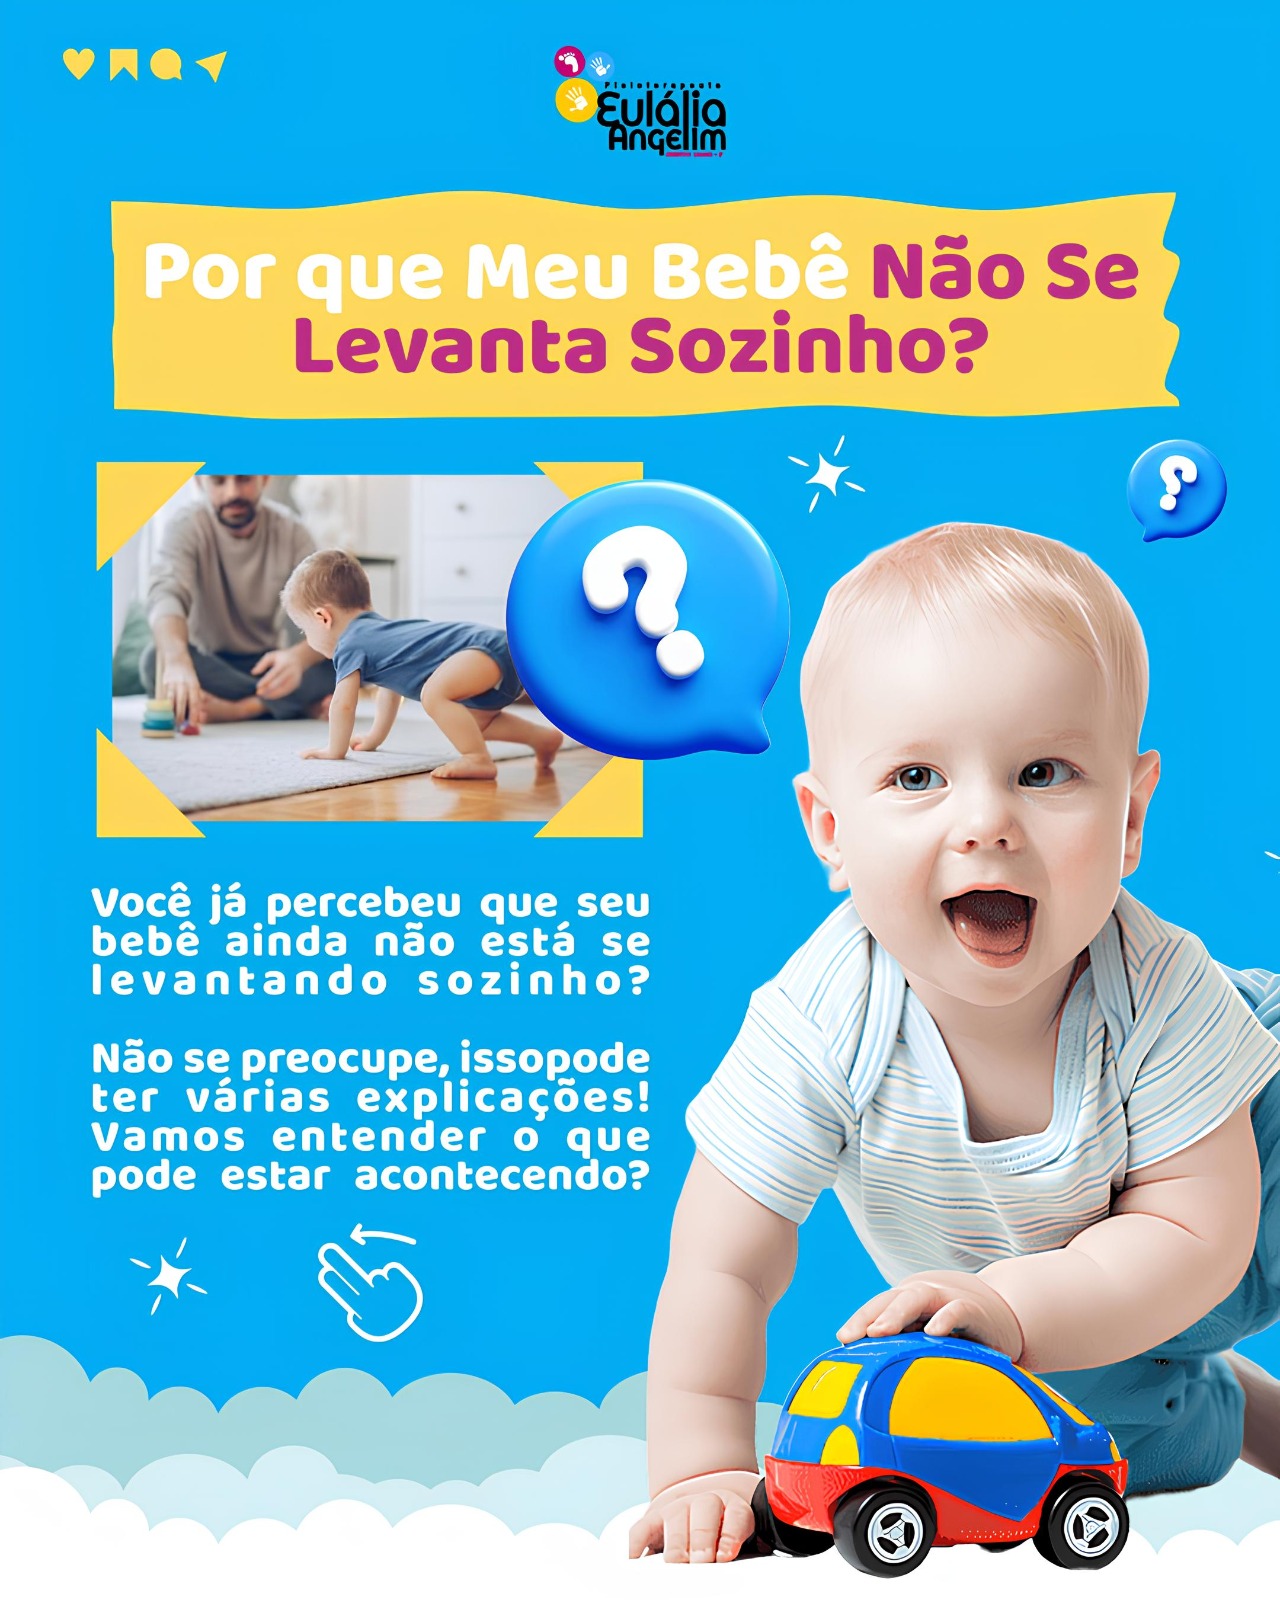 Eulália
Angelim
Por que Meu Bebê Não Se
Levanta Sozinho?
?
?
Você já percebeu que seu
bebê ainda não está se
levantando sozinho?
Não se preocupe, issopode
ter várias explicações!
Vamos entender o que
pode estar acontecendo?